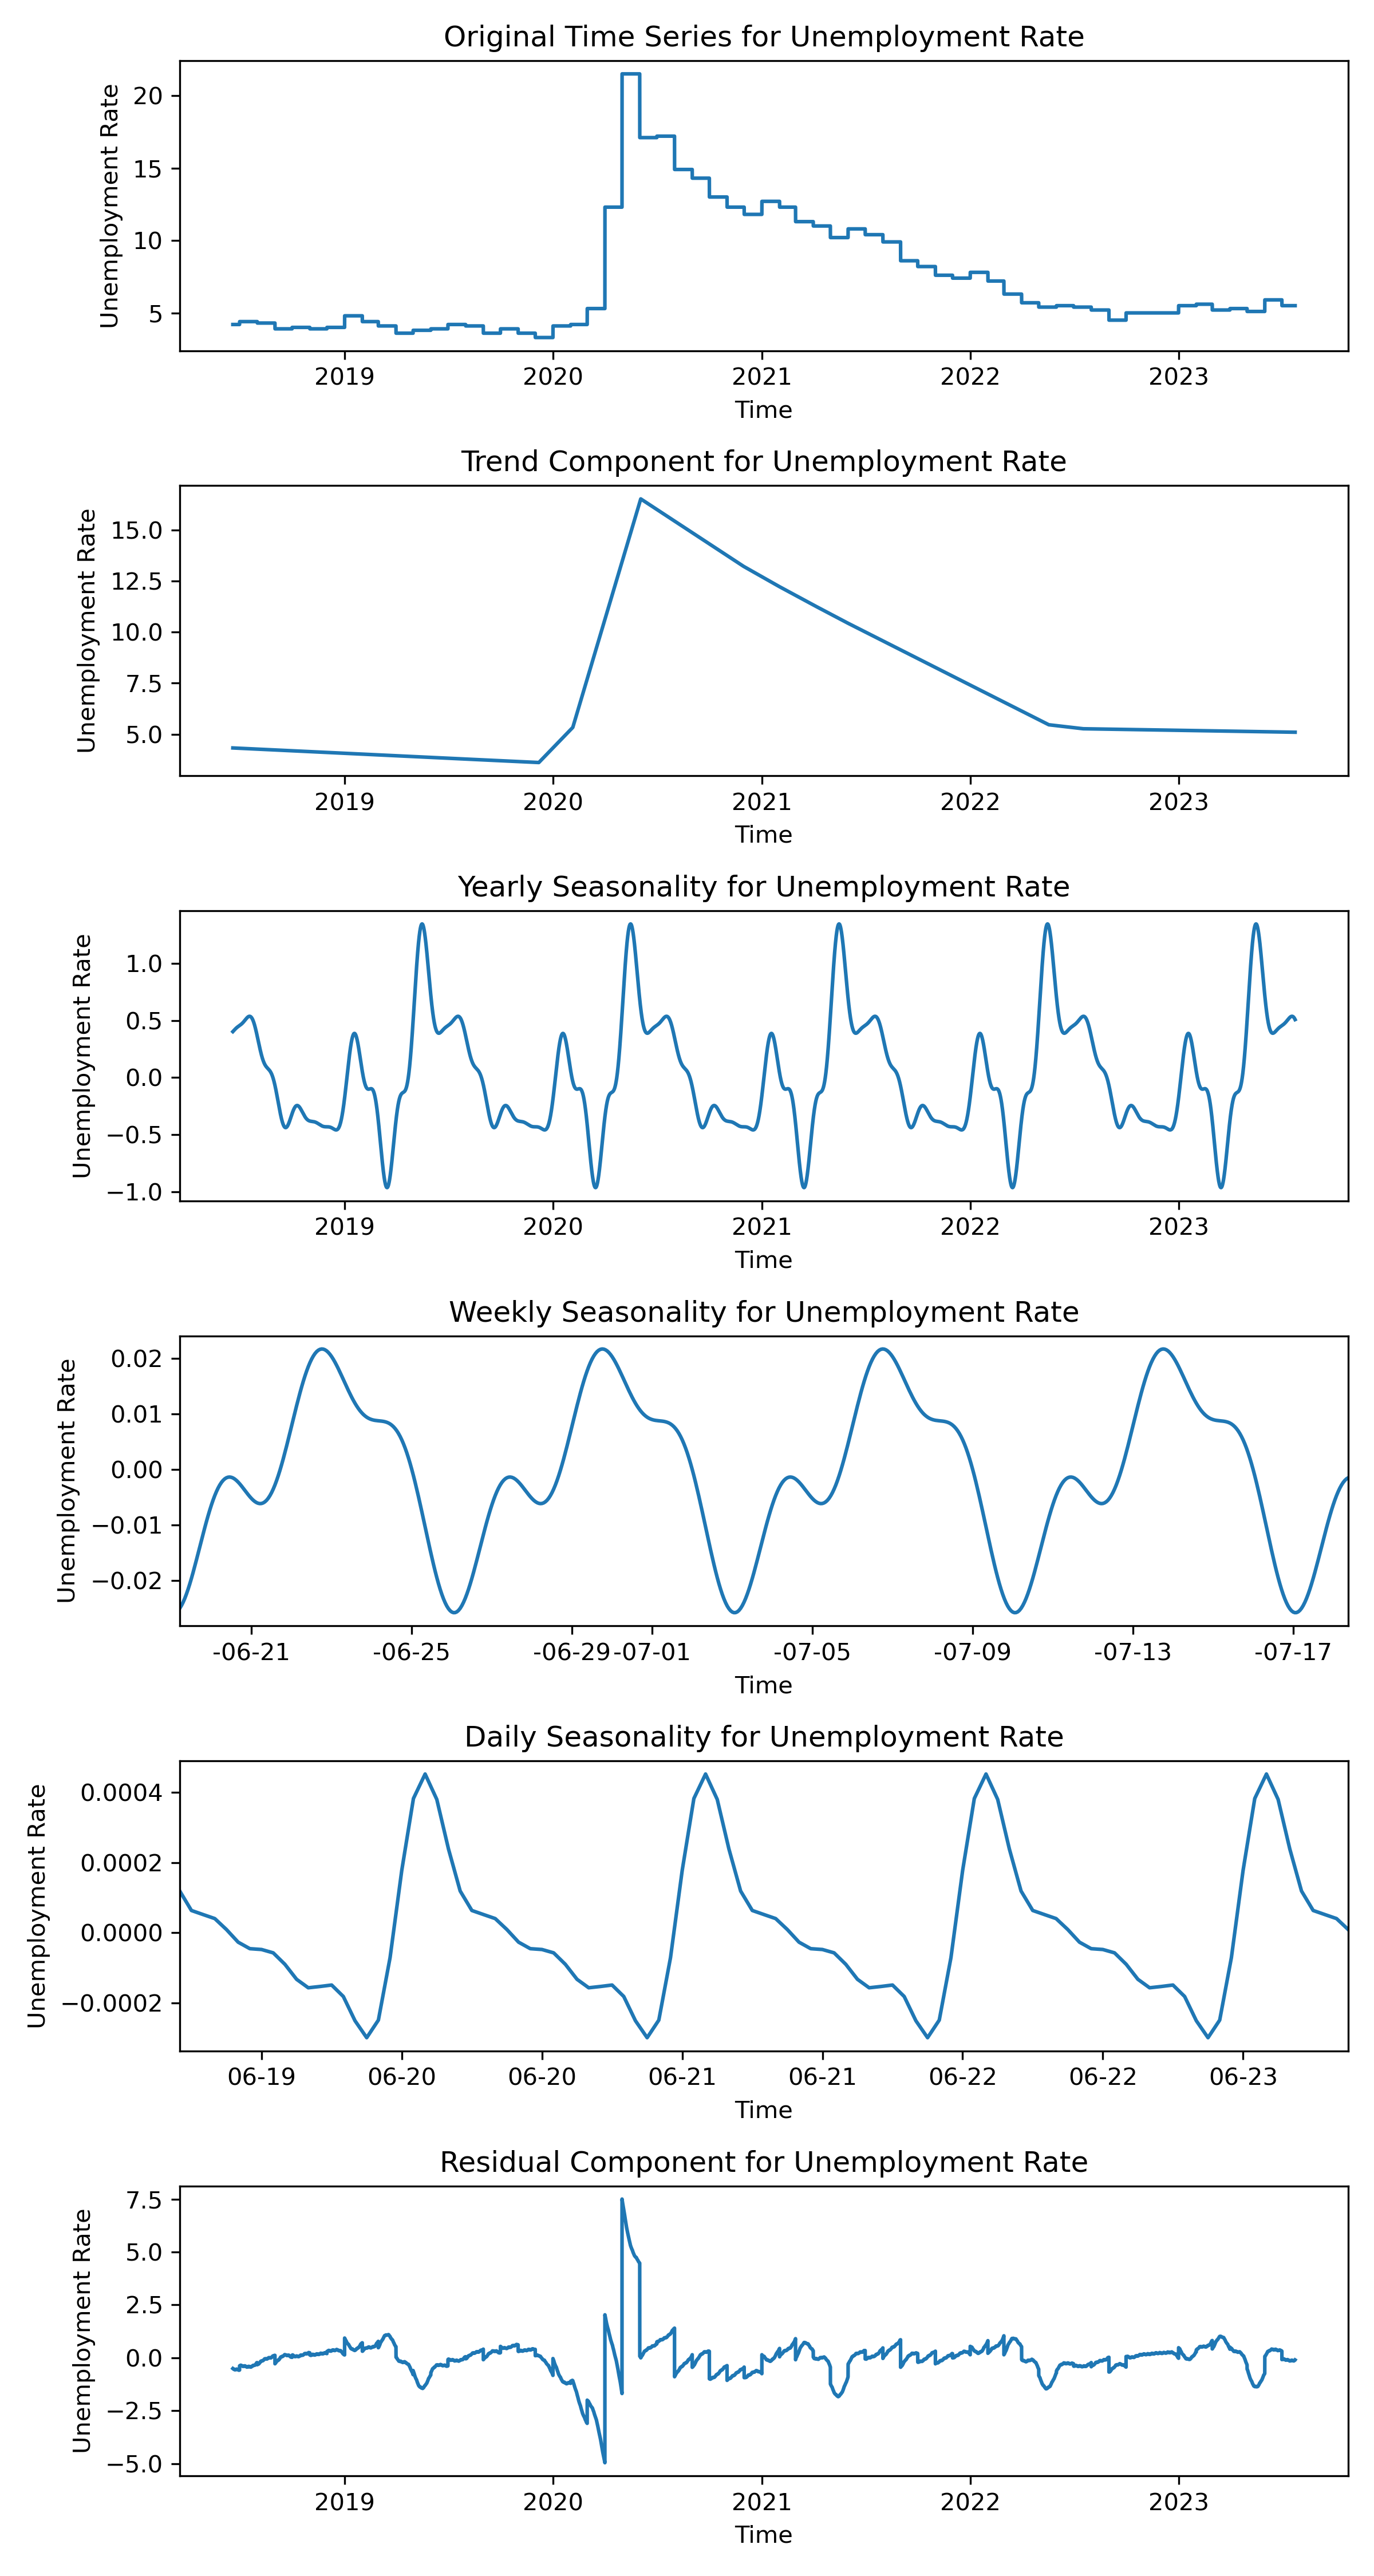 Original Time Series for Unemployment Rate
Unemployment Rate
20
15
10
5
2019 2020 2021 2022 2023
Time
Trend Component for Unemployment Rate
Unemployment Rate
15.0
12.5
10.0
7.5
5.0
2019 2020 2021 2022 2023
Time
Yearly Seasonality for Unemployment Rate
Unemployment Rate
1.0
0.5
0.0
−0.5
−1.0
2019 2020 2021 2022 2023
Time
Weekly Seasonality for Unemployment Rate
Unemployment Rate
0.02
0.01
0.00
−0.01
−0.02
-06-21 -06-25 -06-29 -07-01 -07-05 -07-09 -07-13 -07-17
Time
Daily Seasonality for Unemployment Rate
Unemployment Rate
0.0004
0.0002
0.0000
−0.0002
06-19 06-20 06-20 06-21 06-21 06-22 06-22 06-23
Time
Residual Component for Unemployment Rate
Unemployment Rate
7.5
5.0
2.5
0.0
−2.5
−5.0
2019 2020 2021 2022 2023
Time